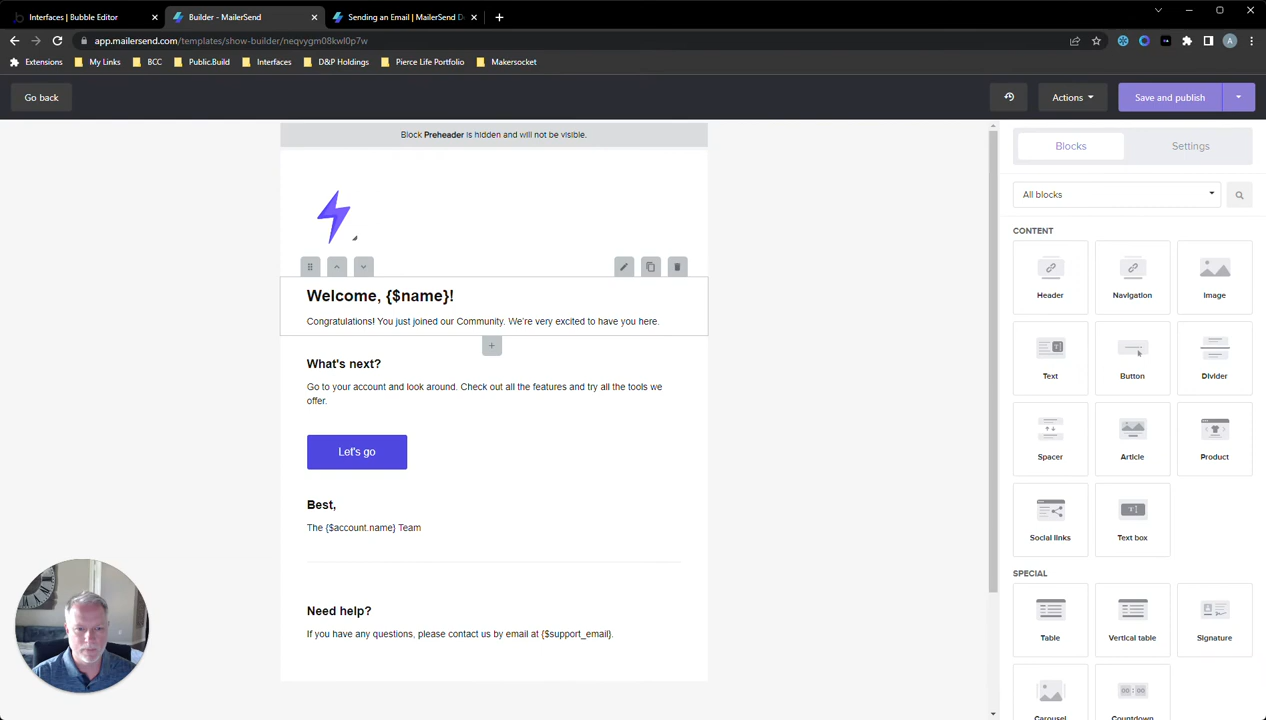 Interfaces | Bubble Editor
Builder - MailerSend
Sending an Email | MailerSend D
app.mailersend.com/templates/show-builder/neqvygm08kwl0p7w
A
Extensions
My Links
BCC
Public.Build
Interfaces
D&P Holdings
Pierce Life Portfolio
Makersocket
Go back
Actions
Save and publish
Block Preheader is hidden and will not be visible.
Welcome, {$name}!
Congratulations! You just joined our Community. We're very excited to have you here.
What's next?
Go to your account and look around. Check out all the features and try all the tools we
offer.
Let's go
Best,
The {$account.name} Team
Need help?
If you have any questions, please contact us by email at {$support_email}.
Blocks
Settings
All blocks
CONTENT
Header
Navigation
Image
Text
Button
Divider
Spacer
Article
Product
Social links
Text box
SPECIAL
Table
Vertical table
Signature
00:00
Carousel
Countdown